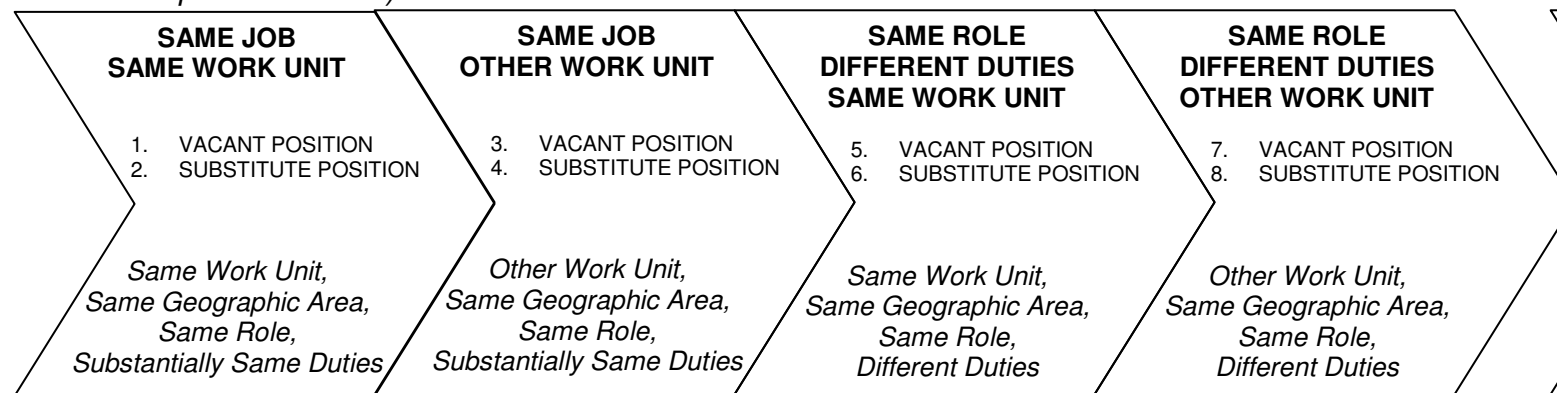 SAME JOB
SAME WORK UNIT
1. VACANT POSITION
2. SUBSTITUTE POSITION
Same Work Unit,
Same Geographic Area,
Same Role,
Substantially Same Duties
SAME JOB
OTHER WORK UNIT
3. VACANT POSITION
4. SUBSTITUTE POSITION
Other Work Unit,
Same Geographic Area,
Same Role,
Substantially Same Duties
SAME ROLE
DIFFERENT DUTIES
SAME WORK UNIT
5. VACANT POSITION
6. SUBSTITUTE POSITION
Same Work Unit,
Same Geographic Area,
Same Role,
Different Duties
SAME ROLE
DIFFERENT DUTIES
OTHER WORK UNIT
7. VACANT POSITION
8. SUBSTITUTE POSITION
Other Work Unit,
Same Geographic Area,
Same Role,
Different Duties